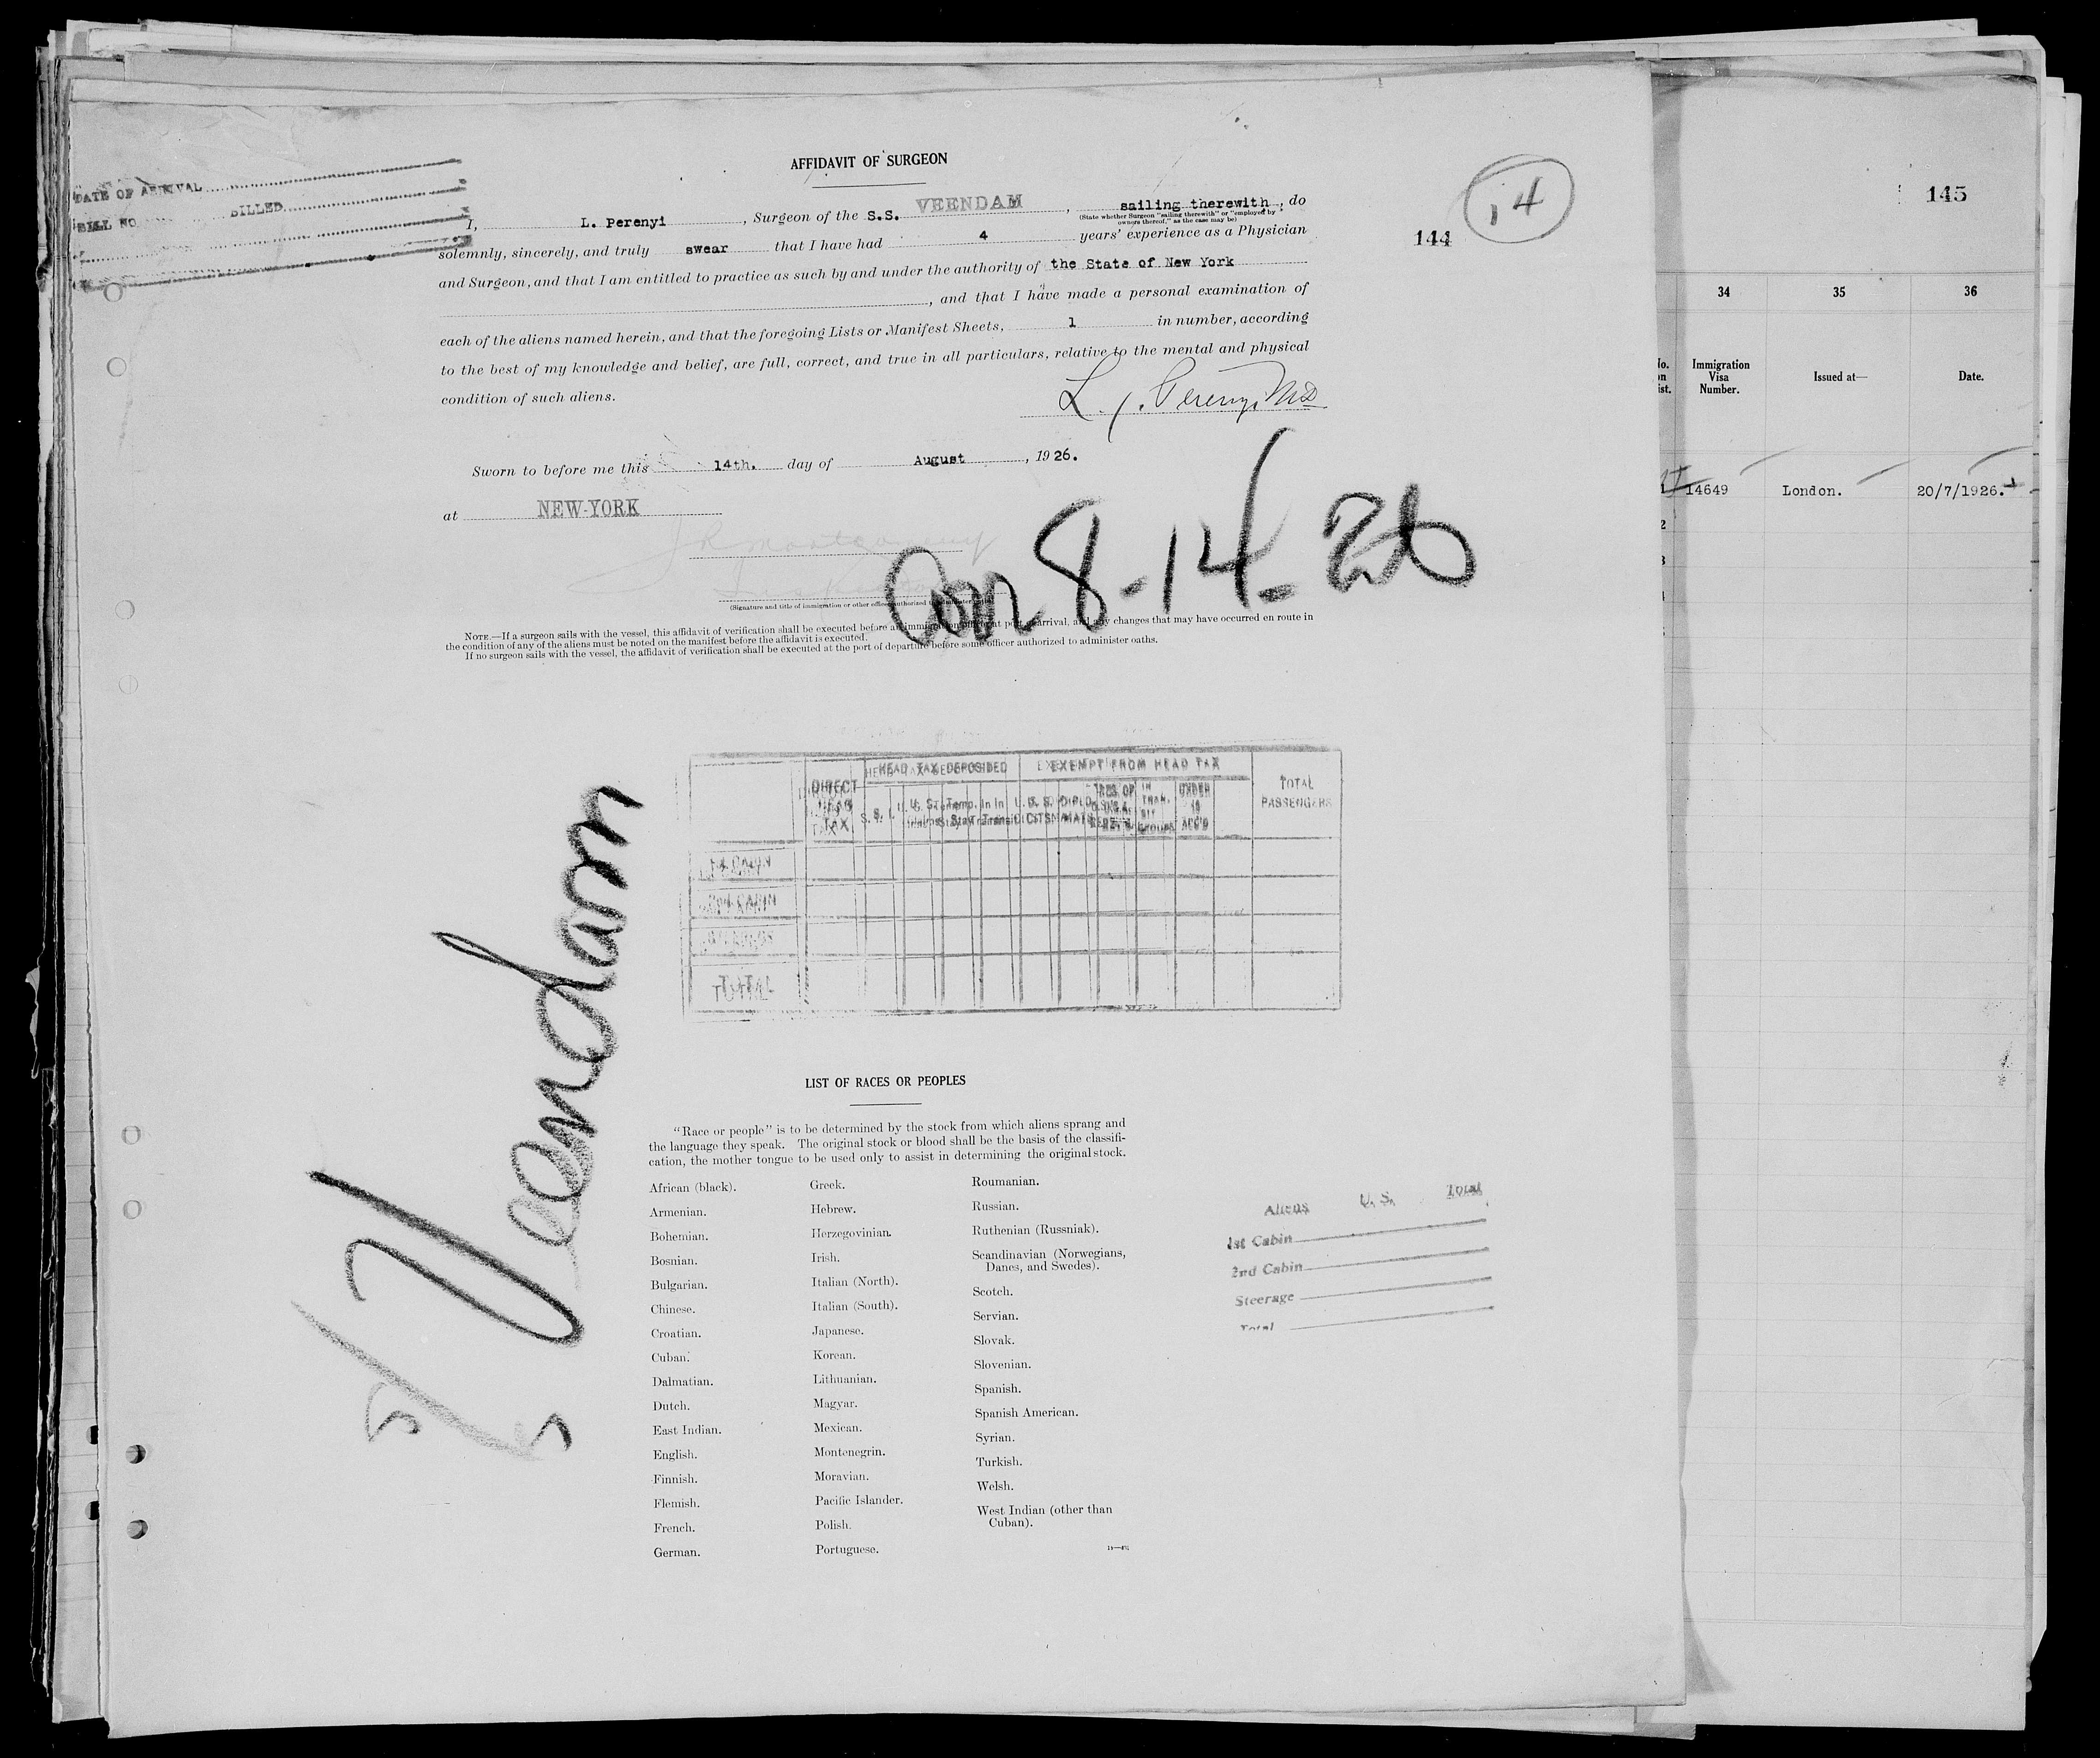 AFFIDAVIT OF SURGEON
DATE OF ARRIVAL
BILL NO. BILLED
14
144
I, L. Perenyi, Surgeon of the S.S. VEENDAM, sailing therewith, do
(State whether Surgeon "sailing therewith" or "employed by owners thereof," as the case may be)
solemnly, sincerely, and truly swear that I have had 4 years' experience as a Physician
and Surgeon, and that I am entitled to practice as such by and under the authority of the State of New York
, and that I have made a personal examination of
each of the aliens named herein, and that the foregoing Lists or Manifest Sheets, 1 in number, according
to the best of my knowledge and belief, are full, correct, and true in all particulars, relative to the mental and physical
condition of such aliens.
Sworn to before me this 14th. day of August, 1926.
at NEW-YORK
8-14-26
(Signature and title of immigration or other officer authorized to
NOTE.—If a surgeon sails with the vessel, this affidavit of verification shall be executed before an immigration officer at port of arrival, and any changes that may have occurred en route in
the condition of any of the aliens must be noted on the manifest before the affidavit is executed.
If no surgeon sails with the vessel, the affidavit of verification shall be executed at the port of departure before some officer authorized to administer oaths.
DIRECT HEAD TAX
HEAD TAX DEPOSITED
EXEMPT FROM HEAD TAX
TOTAL PASSENGERS
TOTAL
Veendam
LIST OF RACES OR PEOPLES
"Race or people" is to be determined by the stock from which aliens sprang and
the language they speak. The original stock or blood shall be the basis of the classifi-
cation, the mother tongue to be used only to assist in determining the original stock.
African (black).
Armenian.
Bohemian.
Bosnian.
Bulgarian.
Chinese.
Croatian.
Cuban.
Dalmatian.
Dutch.
East Indian.
English.
Finnish.
Flemish.
French.
German.
Greek.
Hebrew.
Herzegovinian.
Irish.
Italian (North).
Italian (South).
Japanese.
Korean.
Lithuanian.
Magyar.
Mexican.
Montenegrin.
Moravian.
Pacific Islander.
Polish.
Portuguese.
Roumanian.
Russian.
Ruthenian (Russniak).
Scandinavian (Norwegians,
Danes, and Swedes).
Scotch.
Servian.
Slovak.
Slovenian.
Spanish.
Spanish American.
Syrian.
Turkish.
Welsh.
West Indian (other than
Cuban).
Aliens U. S. Total
1st Cabin
2nd Cabin
Steerage
Total
145
34 35 36
Immigration Visa Number. Issued at— Date.
14649 London. 20/7/1926.